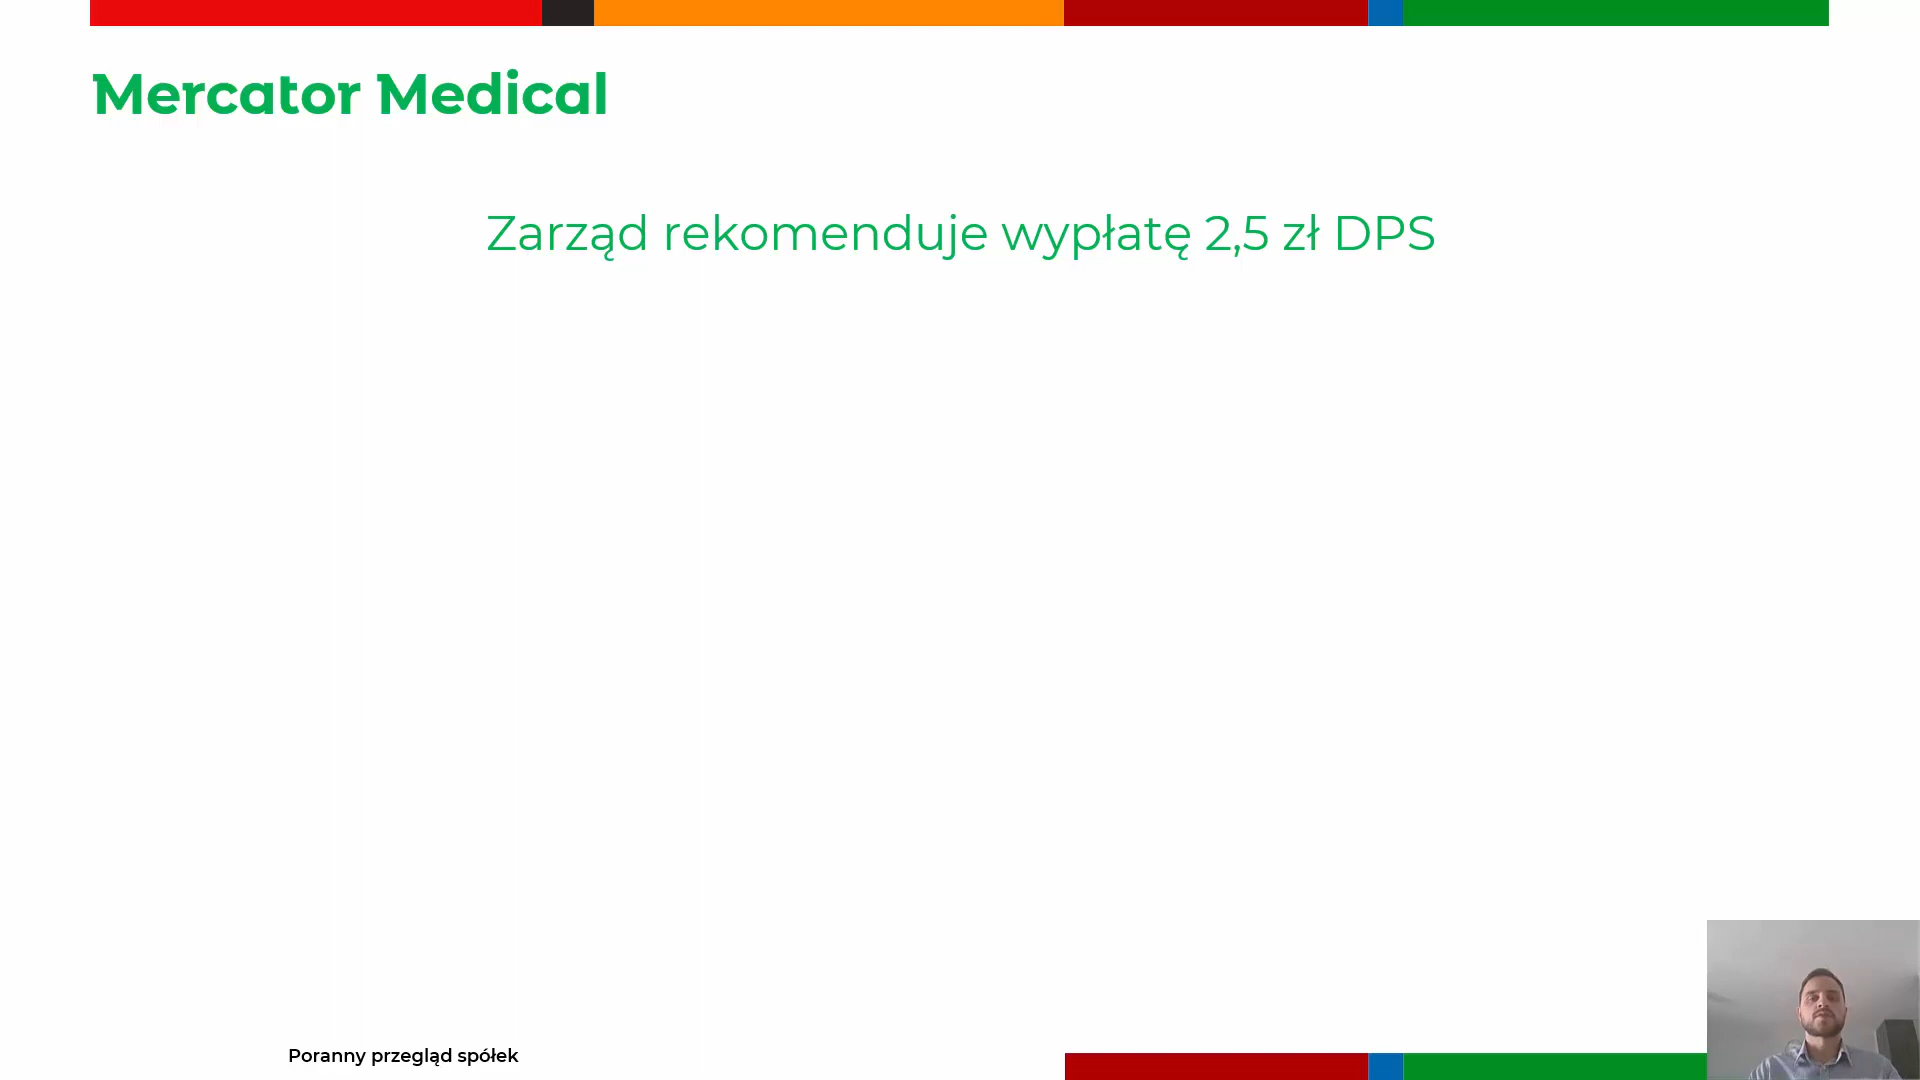 Mercator Medical
Zarząd rekomenduje wypłatę 2,5 zł DPS
Poranny przegląd spółek